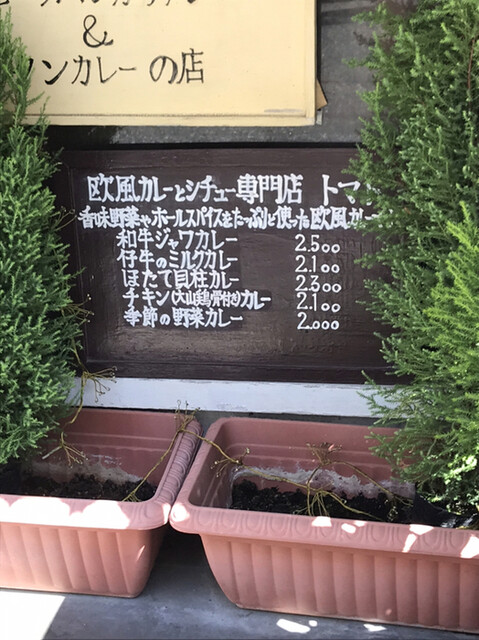 &
ンカレーの店
欧風カレーとシチュー専門店 トマ
香味野菜やホールスパイスをたっぷり使った欧風カレー
和牛ジャワカレー 2.500
仔牛のミルクカレー 2.100
ほたて貝柱カレー 2.300
チキン(大山鶏骨付き)カレー 2.100
季節の野菜カレー 2.000